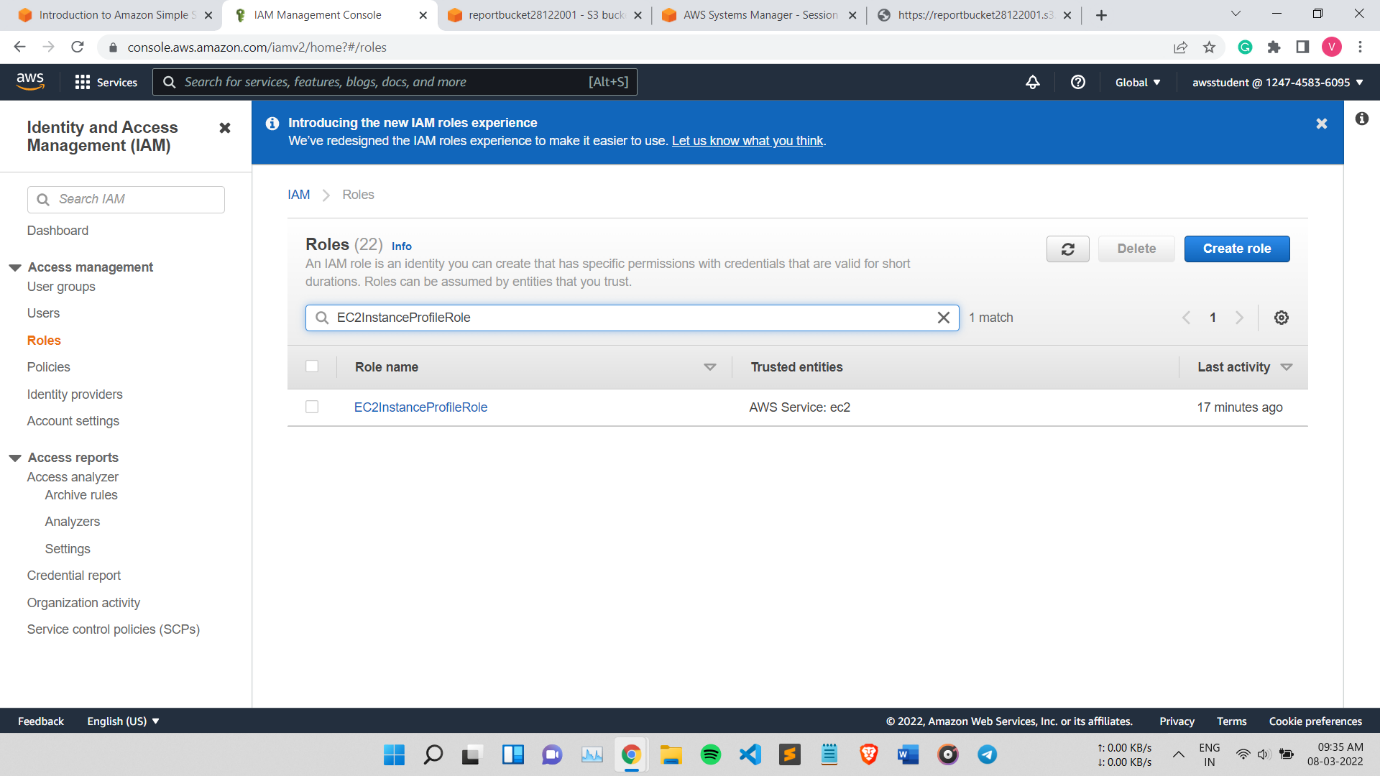 Introduction to Amazon Simple S
IAM Management Console
reportbucket28122001 - S3 buck
AWS Systems Manager - Session
https://reportbucket28122001.s3
console.aws.amazon.com/iamv2/home?#/roles
V
aws
Services
Search for services, features, blogs, docs, and more
[Alt+S]
Global
awsstudent @ 1247-4583-6095
Identity and Access
Management (IAM)
Search IAM
Dashboard
Access management
User groups
Users
Roles
Policies
Identity providers
Account settings
Access reports
Access analyzer
Archive rules
Analyzers
Settings
Credential report
Organization activity
Service control policies (SCPs)
Introducing the new IAM roles experience
We've redesigned the IAM roles experience to make it easier to use. Let us know what you think.
IAM > Roles
Roles (22) Info
An IAM role is an identity you can create that has specific permissions with credentials that are valid for short
durations. Roles can be assumed by entities that you trust.
Delete
Create role
EC2InstanceProfileRole
1 match
1
Role name
Trusted entities
Last activity
EC2InstanceProfileRole
AWS Service: ec2
17 minutes ago
Feedback
English (US)
© 2022, Amazon Web Services, Inc. or its affiliates.
Privacy
Terms
Cookie preferences
↑: 0.00 KB/s
↓: 0.00 KB/s
ENG
IN
09:35 AM
08-03-2022